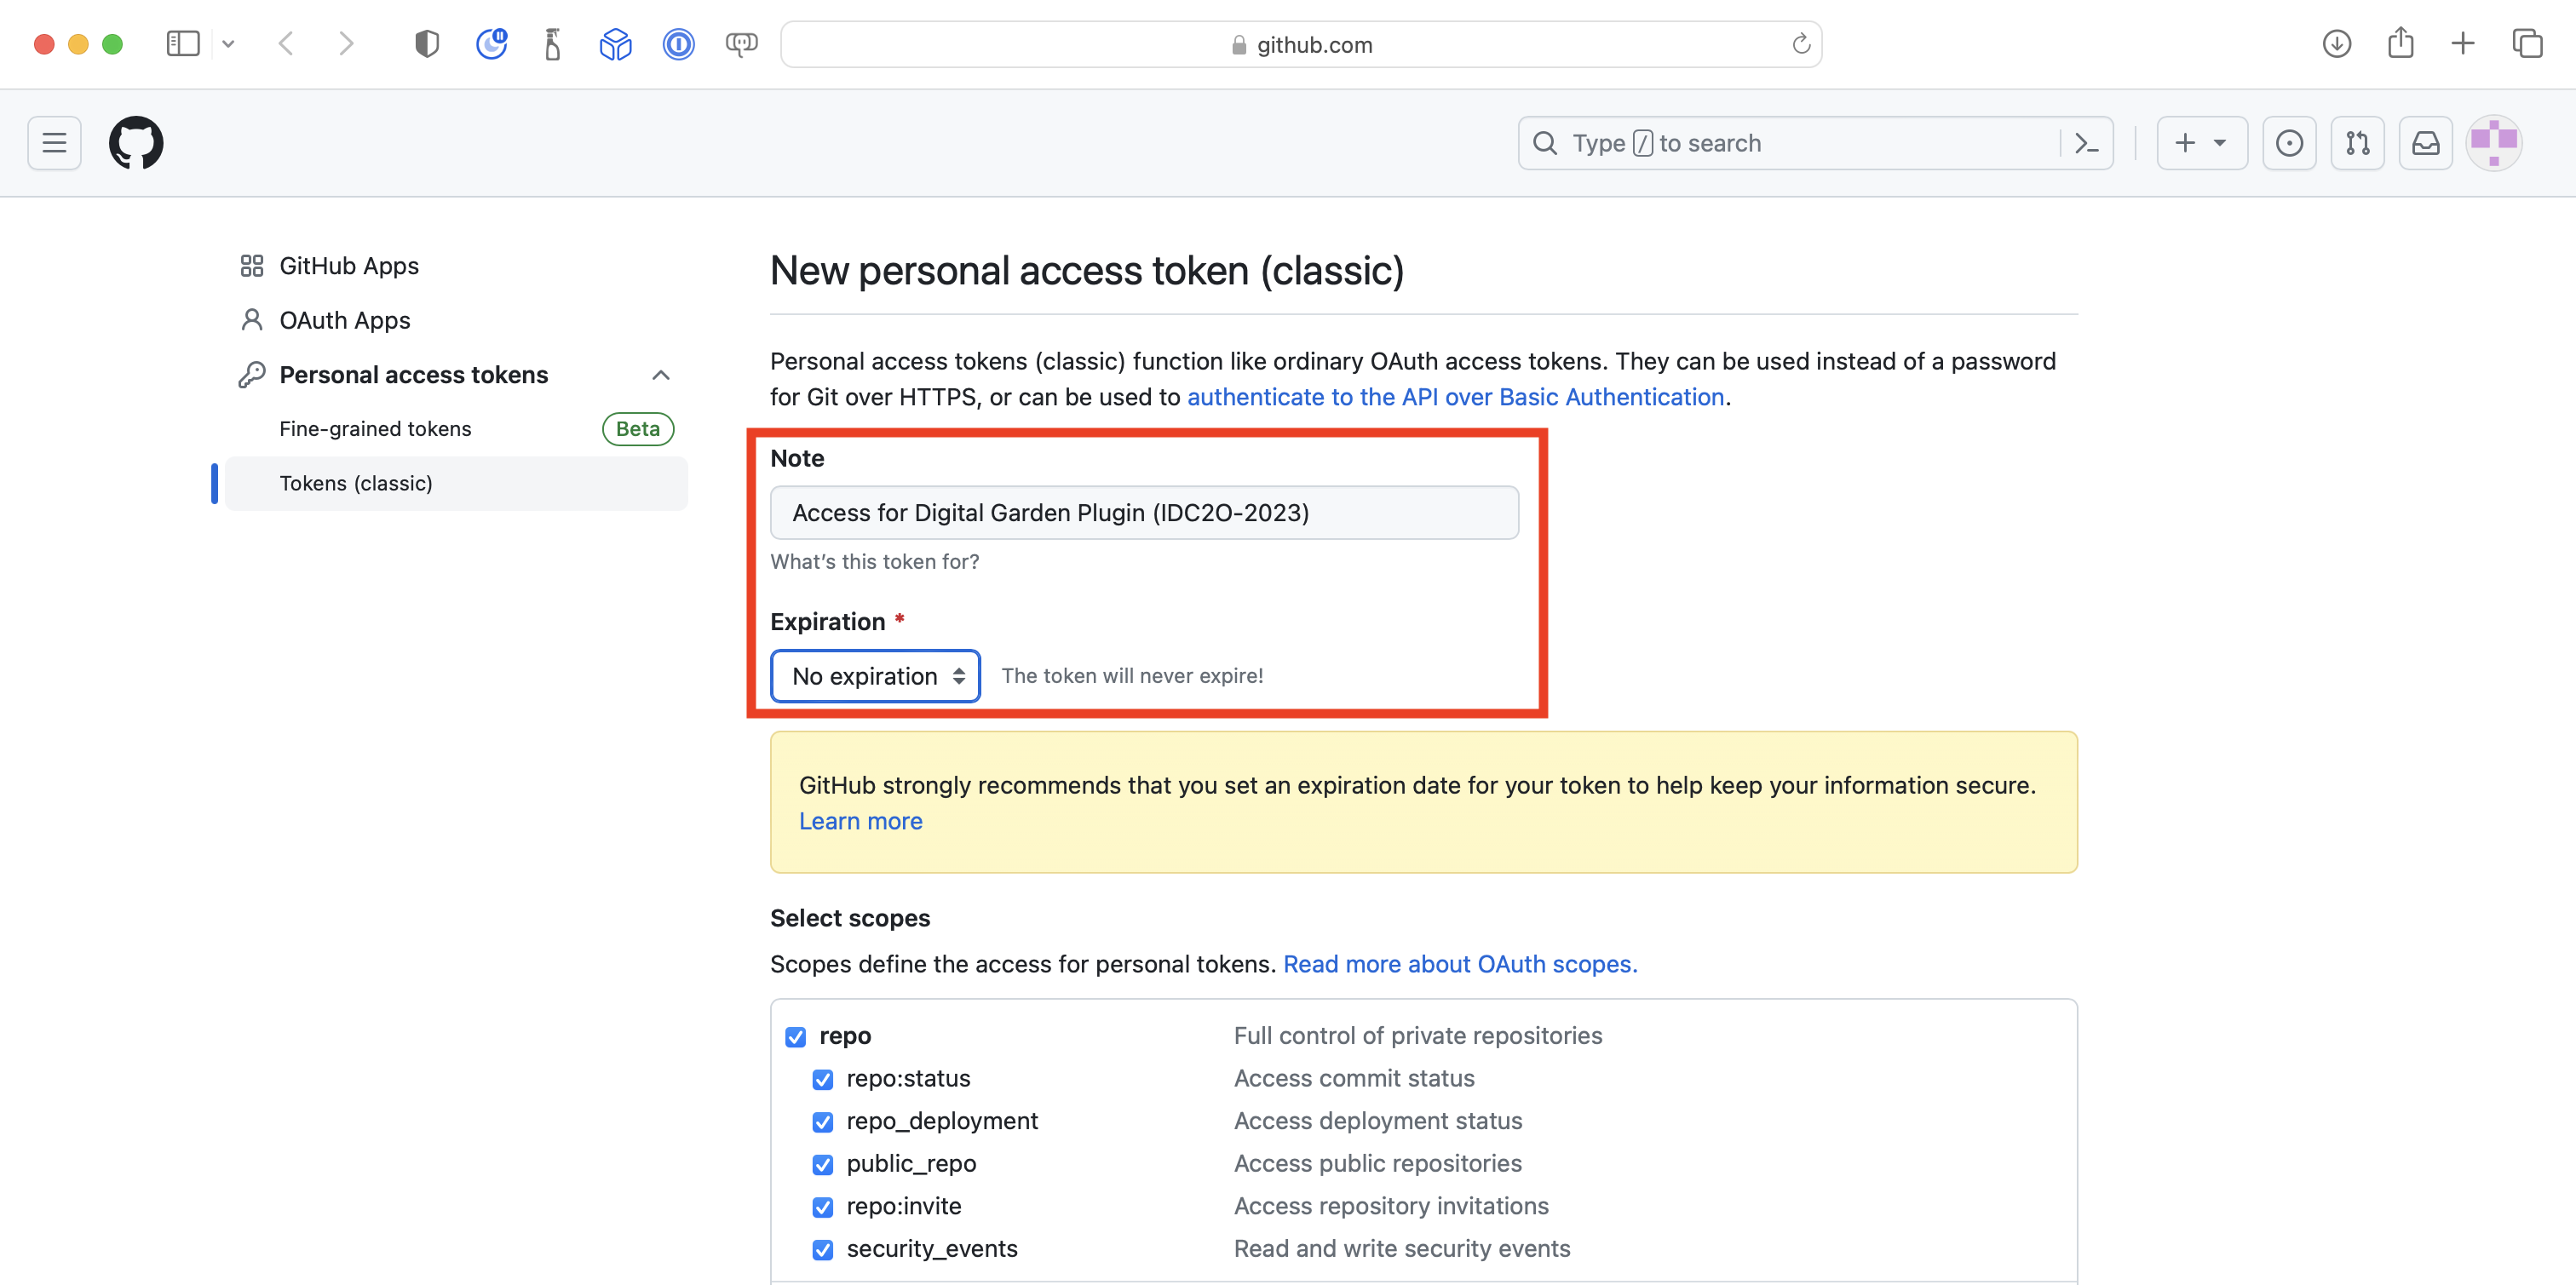 github.com
Type / to search
GitHub Apps
OAuth Apps
Personal access tokens
Fine-grained tokens Beta
Tokens (classic)
New personal access token (classic)
Personal access tokens (classic) function like ordinary OAuth access tokens. They can be used instead of a password
for Git over HTTPS, or can be used to authenticate to the API over Basic Authentication.
Note
Access for Digital Garden Plugin (IDC2O-2023)
What's this token for?
Expiration *
No expiration The token will never expire!
GitHub strongly recommends that you set an expiration date for your token to help keep your information secure.
Learn more
Select scopes
Scopes define the access for personal tokens. Read more about OAuth scopes.
repo Full control of private repositories
repo:status Access commit status
repo_deployment Access deployment status
public_repo Access public repositories
repo:invite Access repository invitations
security_events Read and write security events